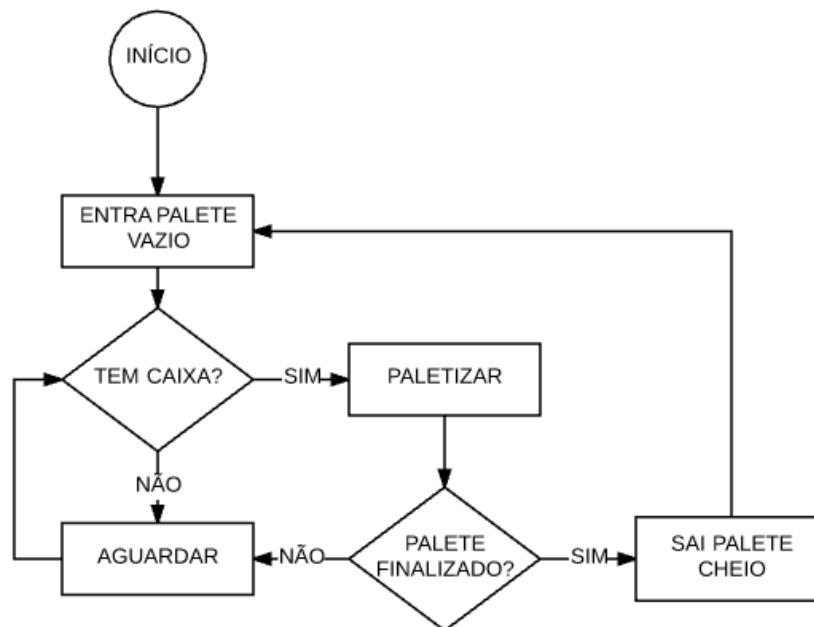 INÍCIO
ENTRA PALETE
VAZIO
TEM CAIXA?
SIM
PALETIZAR
NÃO
AGUARDAR
NÃO
PALETE
FINALIZADO?
SIM
SAI PALETE
CHEIO